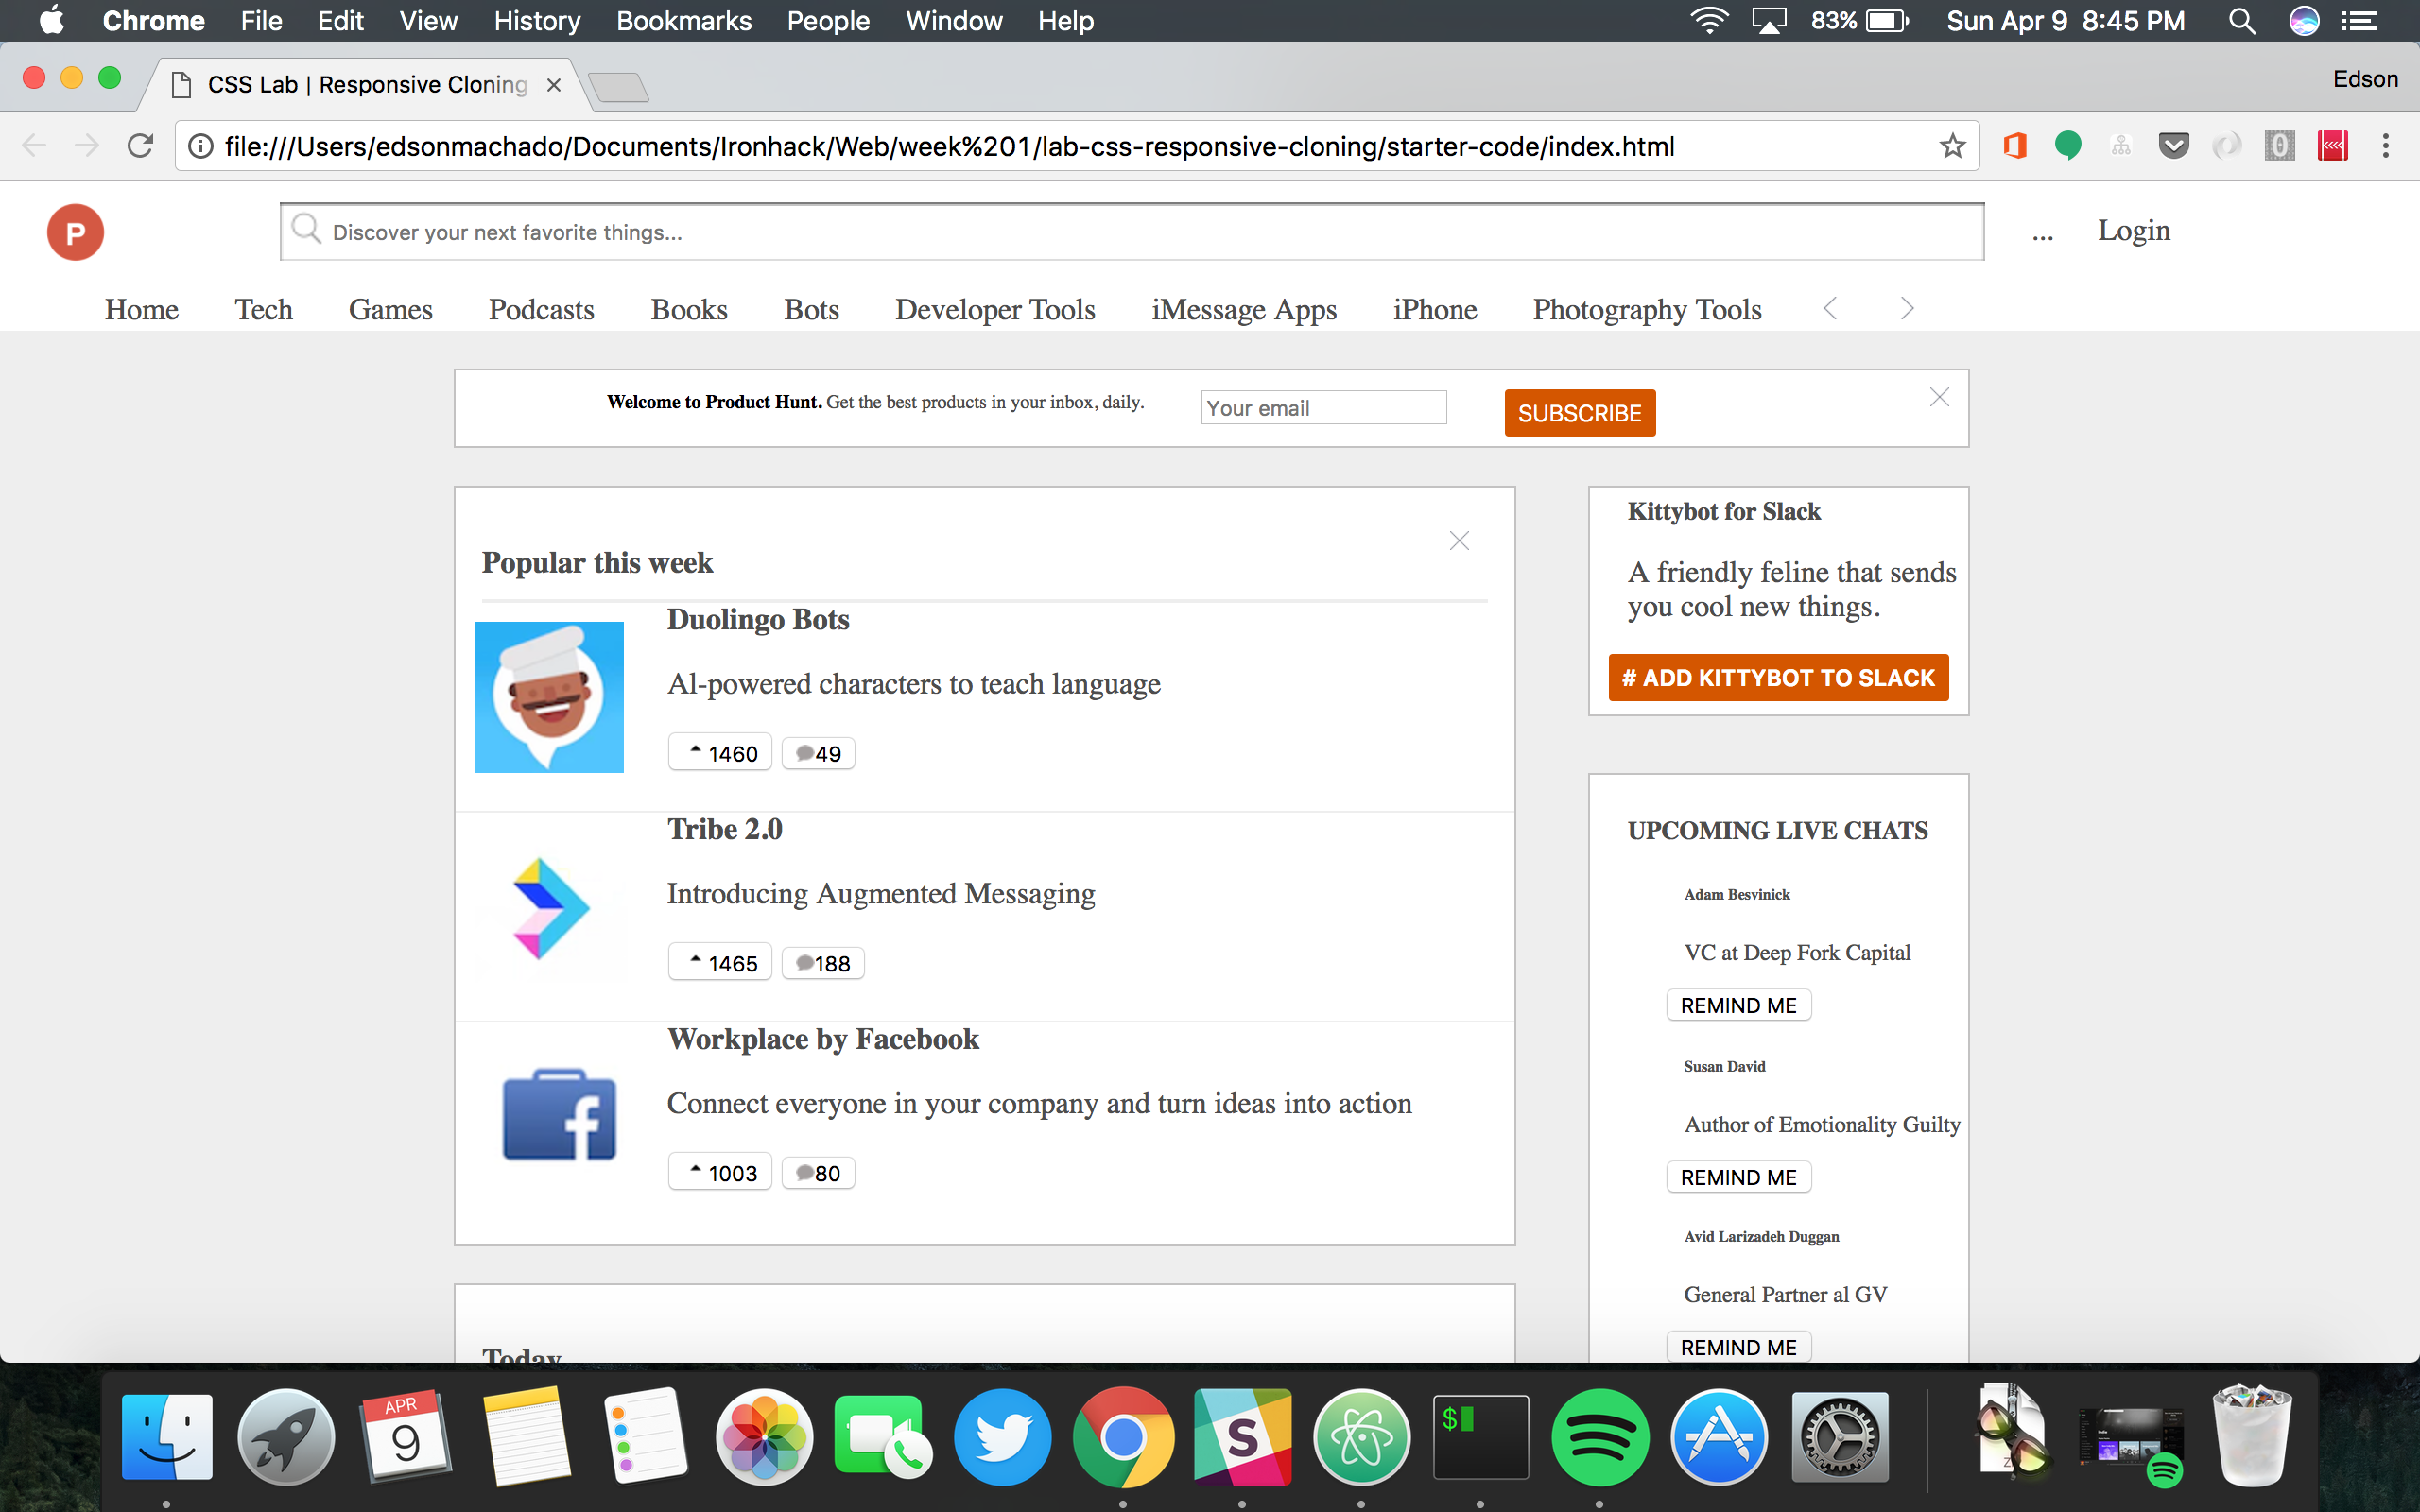 Chrome File Edit View History Bookmarks People Window Help 83% Sun Apr 9 8:45 PM
CSS Lab | Responsive Cloning Edson
file:///Users/edsonmachado/Documents/Ironhack/Web/week%201/lab-css-responsive-cloning/starter-code/index.html
P Discover your next favorite things... ... Login
Home Tech Games Podcasts Books Bots Developer Tools iMessage Apps iPhone Photography Tools
Welcome to Product Hunt. Get the best products in your inbox, daily. Your email SUBSCRIBE
Popular this week
Duolingo Bots
Al-powered characters to teach language
1460 49
Tribe 2.0
Introducing Augmented Messaging
1465 188
Workplace by Facebook
Connect everyone in your company and turn ideas into action
1003 80
Today
Kittybot for Slack
A friendly feline that sends
you cool new things.
# ADD KITTYBOT TO SLACK
UPCOMING LIVE CHATS
Adam Besvinick
VC at Deep Fork Capital
REMIND ME
Susan David
Author of Emotionality Guilty
REMIND ME
Avid Larizadeh Duggan
General Partner al GV
REMIND ME
APR
9
S
$